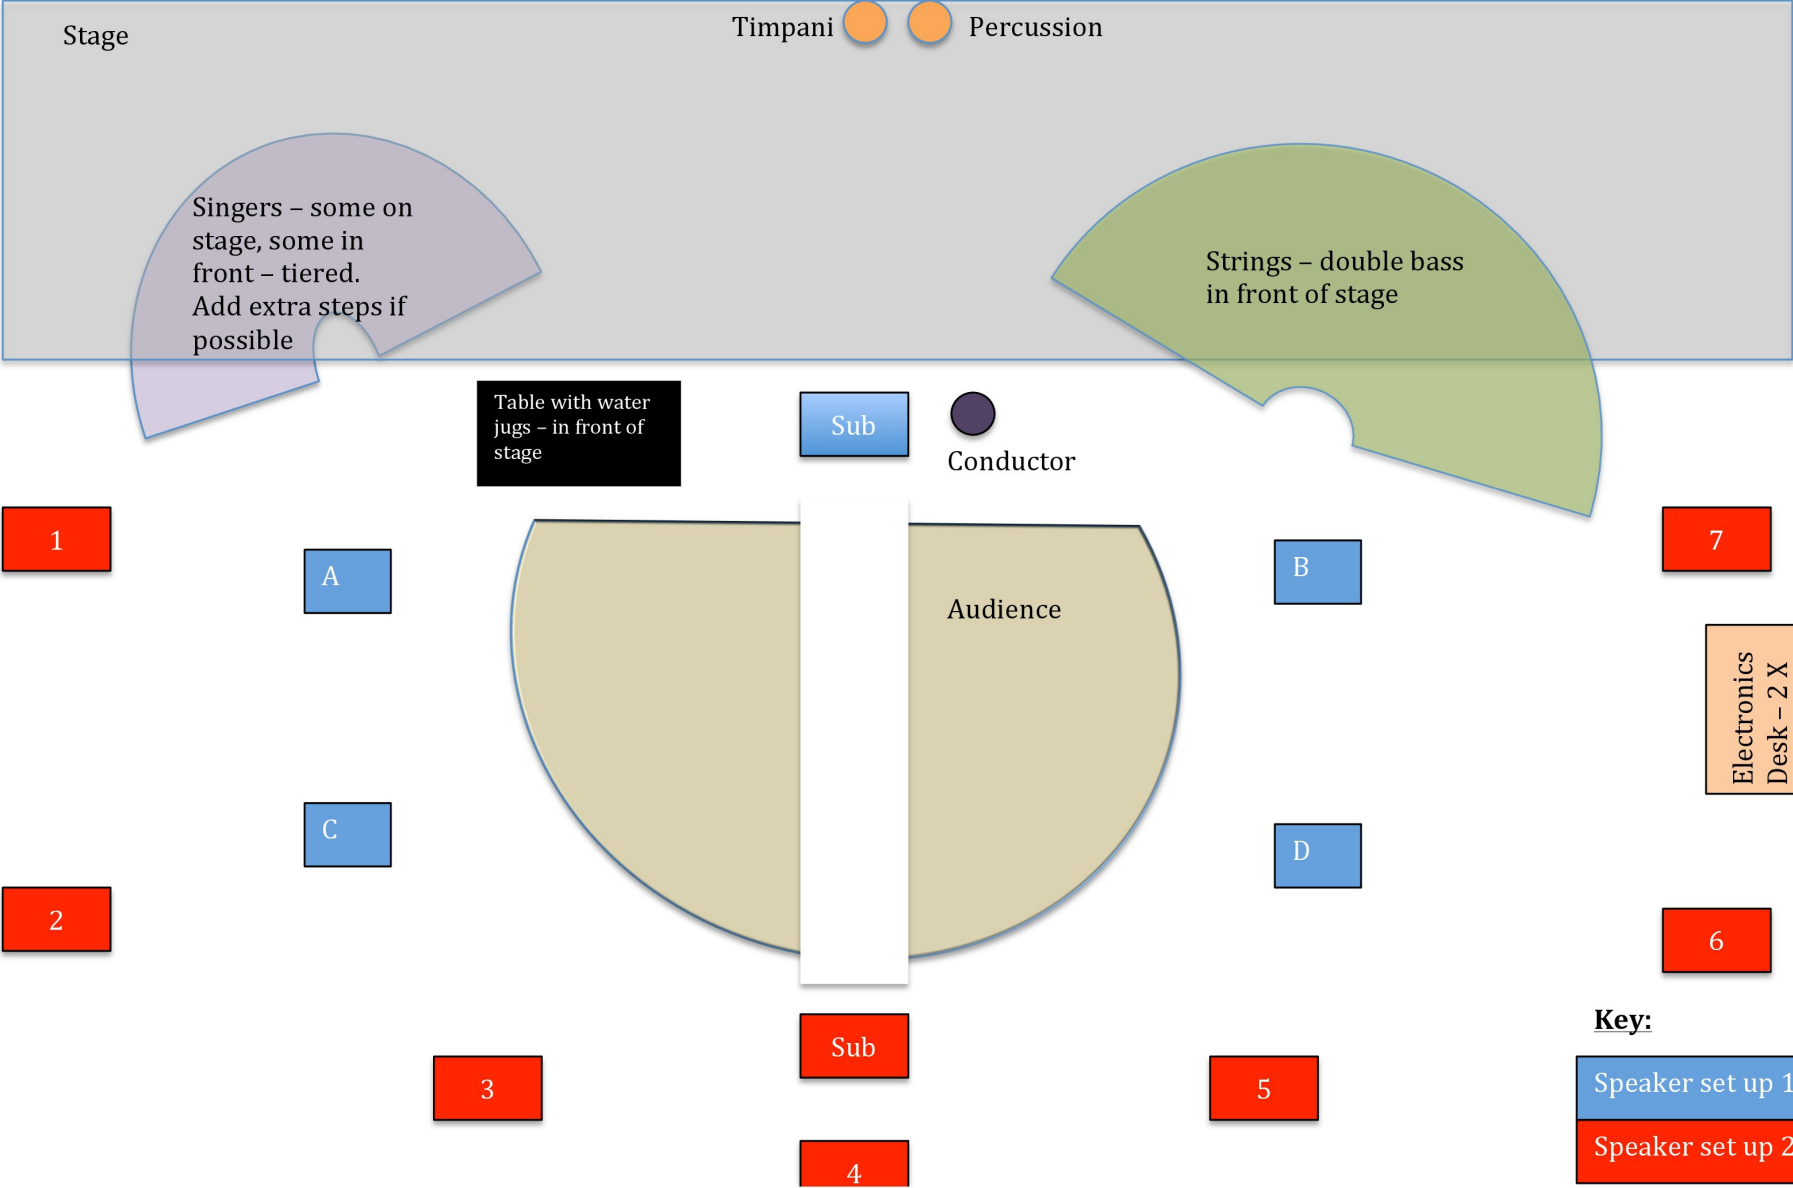 Stage
Timpani
Percussion
Singers – some on
stage, some in
front – tiered.
Add extra steps if
possible
Strings – double bass
in front of stage
Table with water
jugs – in front of
stage
Sub
Conductor
1
A
Audience
B
7
Electronics
Desk – 2 X
C
D
2
6
Sub
3
5
4
Key:
Speaker set up 1
Speaker set up 2